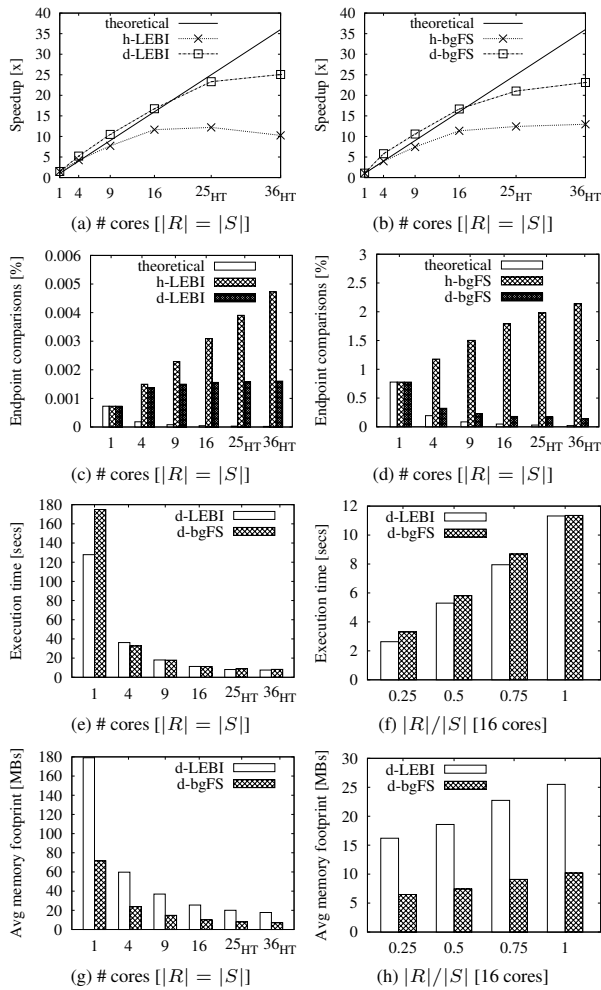 Speedup [x]
40
35
30
25
20
15
10
5
0
theoretical
h-LEBI
d-LEBI
1 4 9 16 25HT 36HT
(a) # cores [|R| = |S|]
Speedup [x]
40
35
30
25
20
15
10
5
0
theoretical
h-bgFS
d-bgFS
1 4 9 16 25HT 36HT
(b) # cores [|R| = |S|]
Endpoint comparisons [%]
0.006
0.005
0.004
0.003
0.002
0.001
0
theoretical
h-LEBI
d-LEBI
1 4 9 16 25HT 36HT
(c) # cores [|R| = |S|]
Endpoint comparisons [%]
3
2.5
2
1.5
1
0.5
0
theoretical
h-bgFS
d-bgFS
1 4 9 16 25HT 36HT
(d) # cores [|R| = |S|]
Execution time [secs]
180
160
140
120
100
80
60
40
20
0
d-LEBI
d-bgFS
1 4 9 16 25HT 36HT
(e) # cores [|R| = |S|]
Execution time [secs]
12
10
8
6
4
2
0
d-LEBI
d-bgFS
0.25 0.5 0.75 1
(f) |R|/|S| [16 cores]
Avg memory footprint [MBs]
180
160
140
120
100
80
60
40
20
0
d-LEBI
d-bgFS
1 4 9 16 25HT 36HT
(g) # cores [|R| = |S|]
Avg memory footprint [MBs]
30
25
20
15
10
5
0
d-LEBI
d-bgFS
0.25 0.5 0.75 1
(h) |R|/|S| [16 cores]